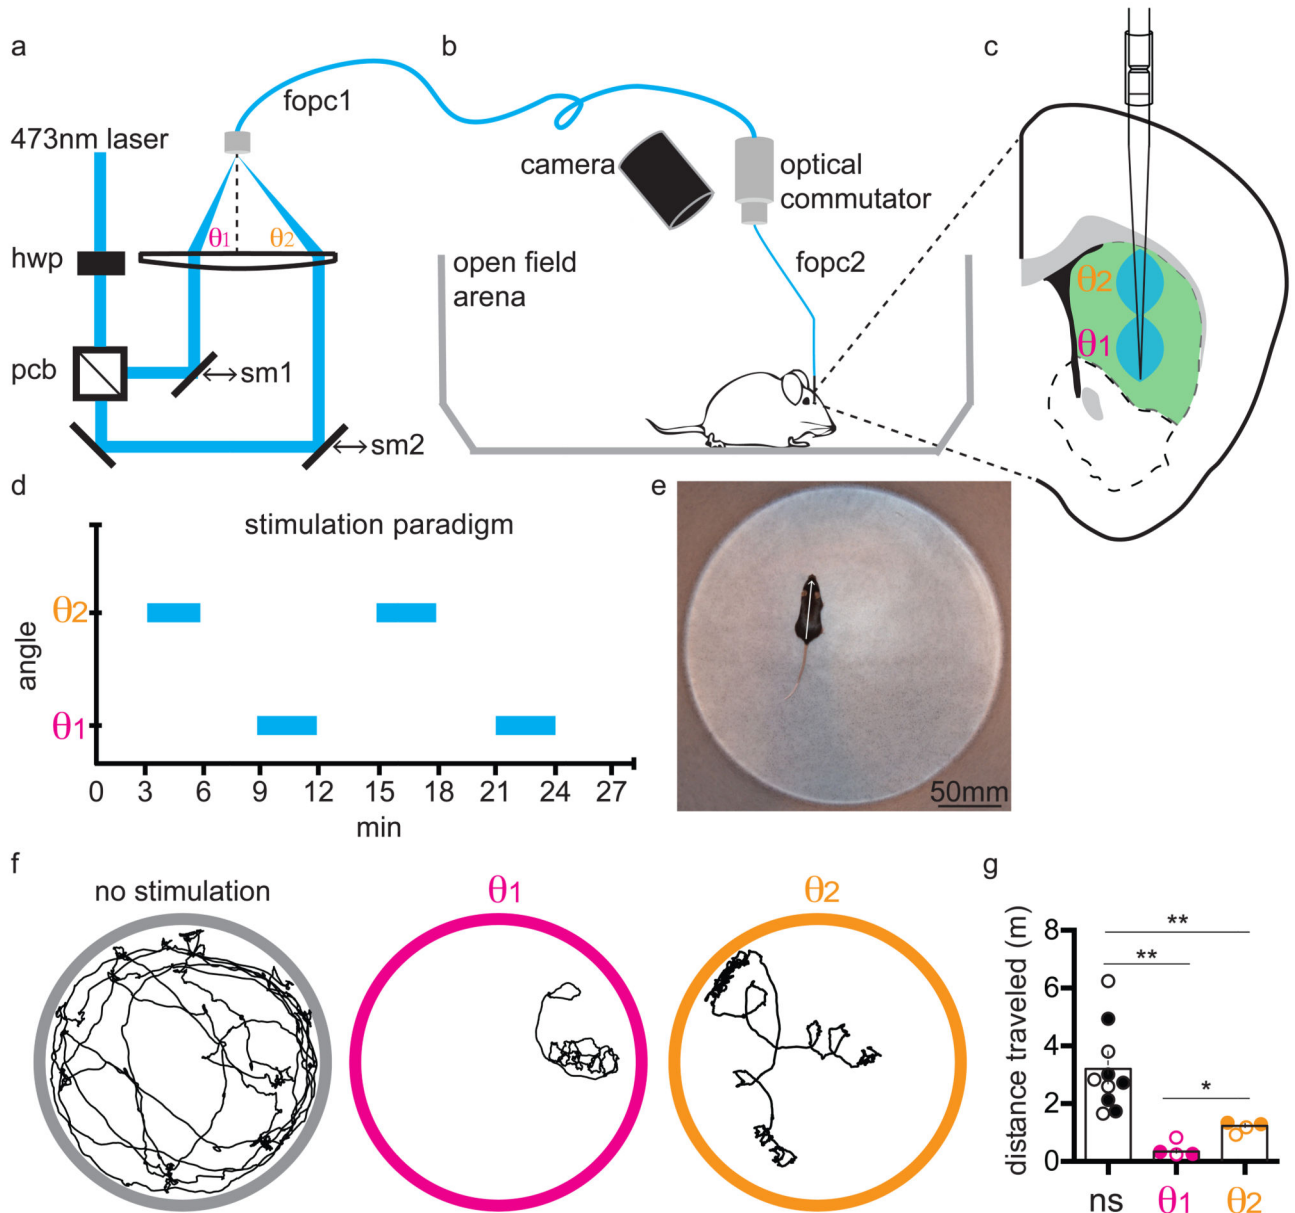 a
b
c
fopc1
473nm laser
camera
optical
commutator
θ1
θ2
hwp
open field
arena
fopc2
θ2
θ1
pcb
sm1
sm2
d
e
stimulation paradigm
θ2
angle
θ1
0 3 6 9 12 15 18 21 24 27
min
50mm
f
g
no stimulation
θ1
θ2
distance traveled (m)
8
**
**
6
4
*
2
0
ns θ1 θ2